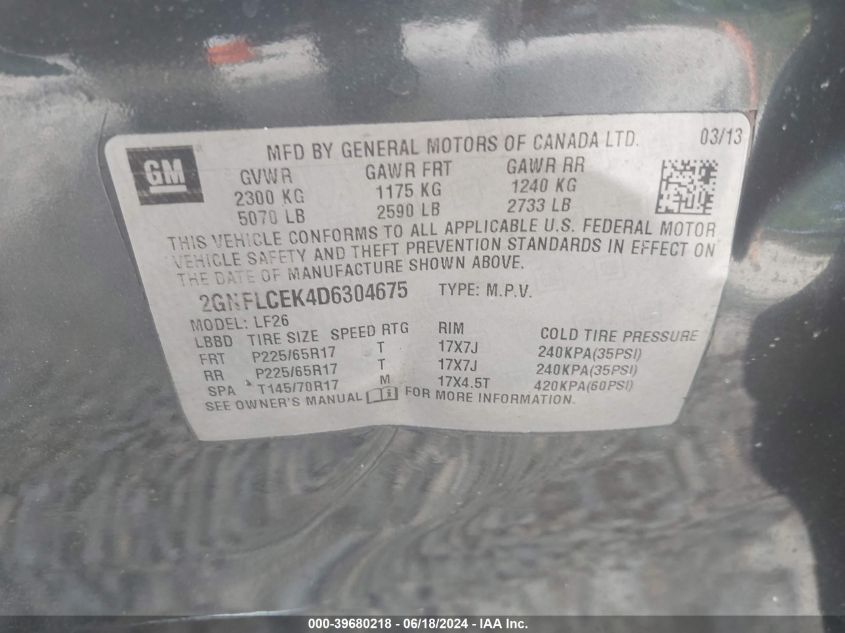 GM
MFD BY GENERAL MOTORS OF CANADA LTD. 03/13
GVWR GAWR FRT GAWR RR
2300 KG 1175 KG 1240 KG
5070 LB 2590 LB 2733 LB
THIS VEHICLE CONFORMS TO ALL APPLICABLE U.S. FEDERAL MOTOR
VEHICLE SAFETY AND THEFT PREVENTION STANDARDS IN EFFECT ON
THE DATE OF MANUFACTURE SHOWN ABOVE.
2GNFLCEK4D6304675 TYPE: M.P.V.
MODEL: LF26
LBBD TIRE SIZE SPEED RTG RIM COLD TIRE PRESSURE
FRT P225/65R17 T 17X7J 240KPA(35PSI)
RR P225/65R17 T 17X7J 240KPA(35PSI)
SPA T145/70R17 M 17X4.5T 420KPA(60PSI)
SEE OWNER'S MANUAL FOR MORE INFORMATION.
000-39680218 - 06/18/2024 - IAA Inc.